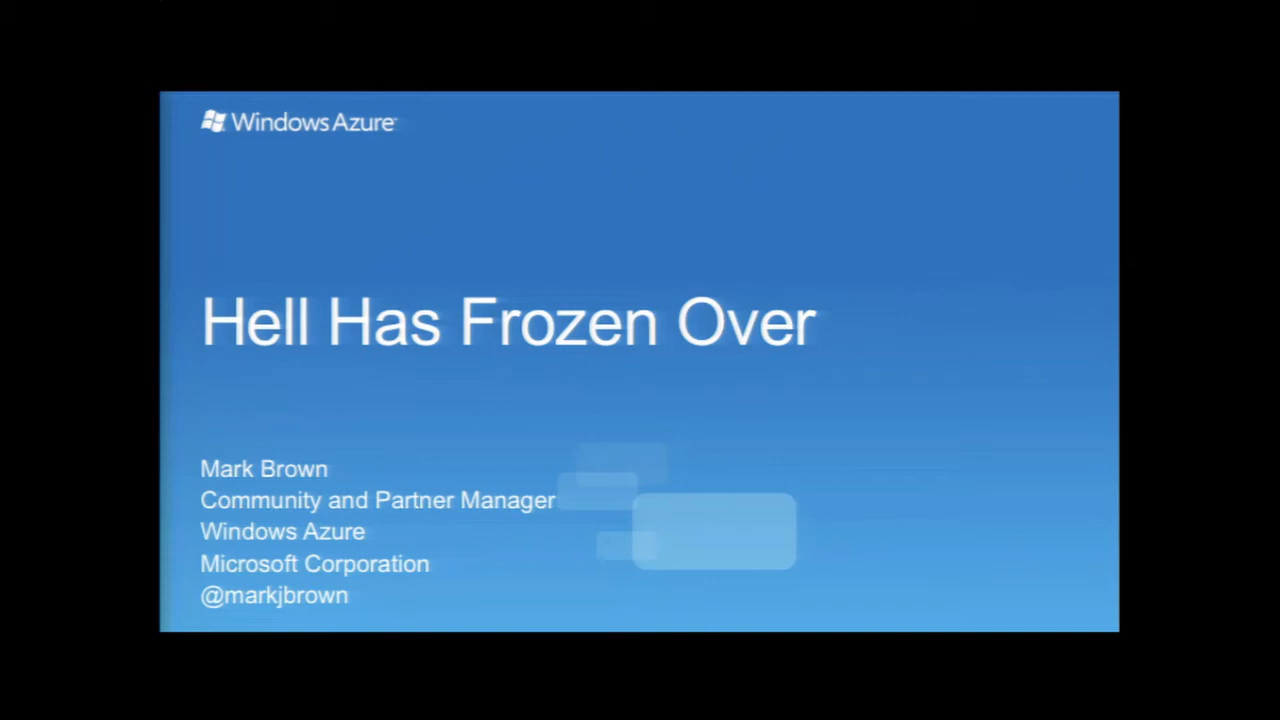 Windows Azure
Hell Has Frozen Over
Mark Brown
Community and Partner Manager
Windows Azure
Microsoft Corporation
@markjbrown